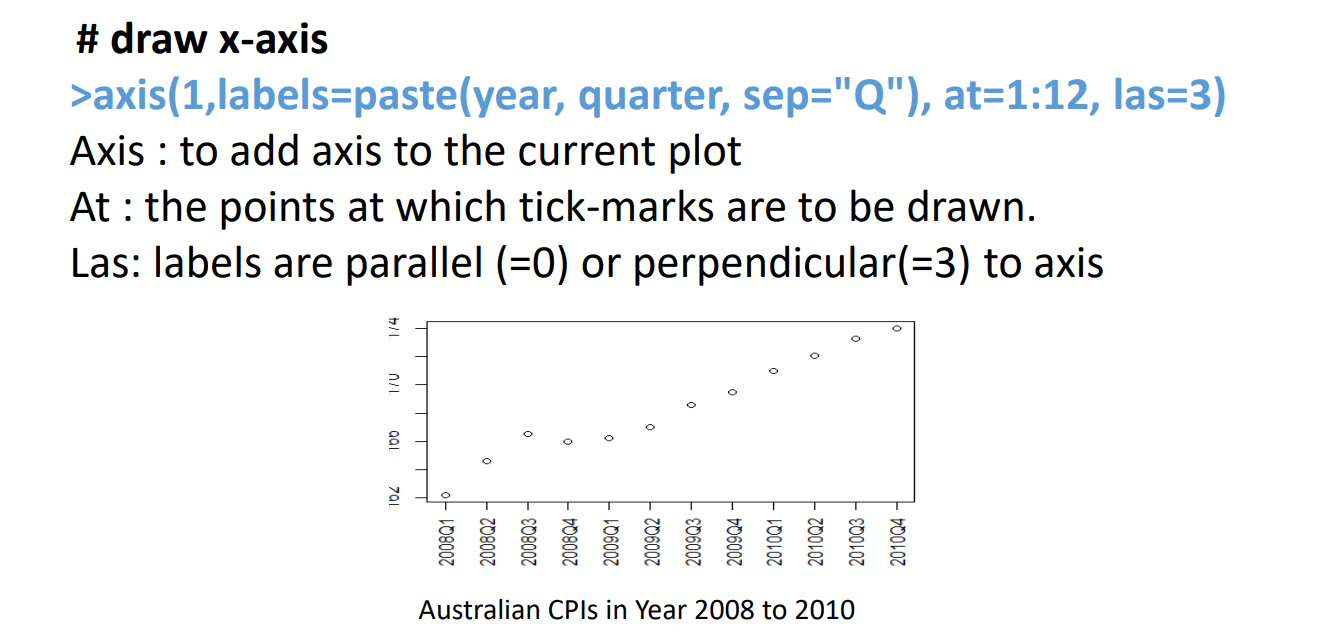 # draw x-axis
>axis(1,labels=paste(year, quarter, sep="Q"), at=1:12, las=3)
Axis : to add axis to the current plot
At : the points at which tick-marks are to be drawn.
Las: labels are parallel (=0) or perpendicular(=3) to axis
2008Q1
2008Q2
2008Q3
2008Q4
2009Q1
2009Q2
2009Q3
2009Q4
2010Q1
2010Q2
2010Q3
2010Q4
Australian CPIs in Year 2008 to 2010